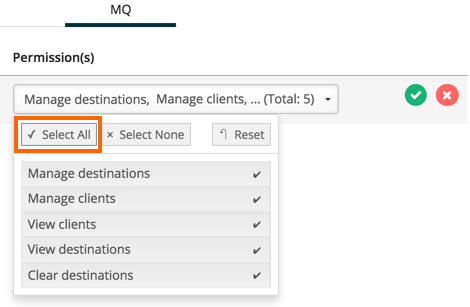 MQ
Permission(s)
Manage destinations, Manage clients, ... (Total: 5)
✓ Select All × Select None Reset
Manage destinations ✓
Manage clients ✓
View clients ✓
View destinations ✓
Clear destinations ✓